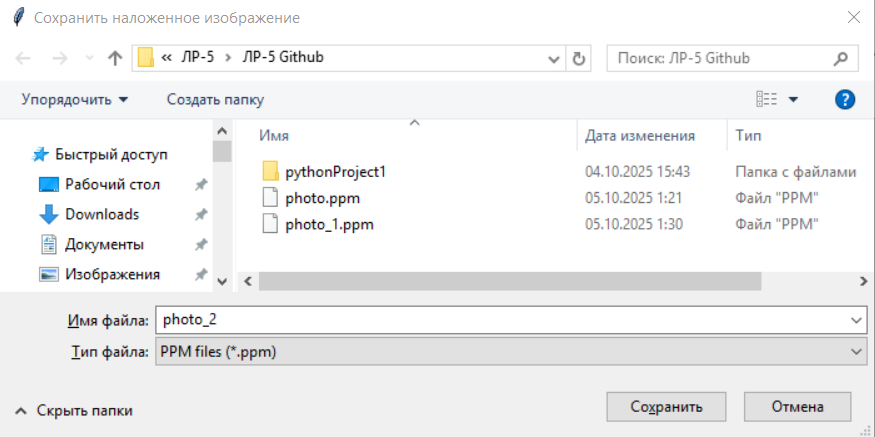 Сохранить наложенное изображение
« ЛР-5 › ЛР-5 Github
Поиск: ЛР-5 Github
Упорядочить
Создать папку
?
Имя
Дата изменения
Тип
Быстрый доступ
Рабочий стол
Downloads
Документы
Изображения
pythonProject1 04.10.2025 15:43 Папка с файлами
photo.ppm 05.10.2025 1:21 Файл "PPM"
photo_1.ppm 05.10.2025 1:30 Файл "PPM"
Имя файла: photo_2
Тип файла: PPM files (*.ppm)
Скрыть папки
Сохранить
Отмена